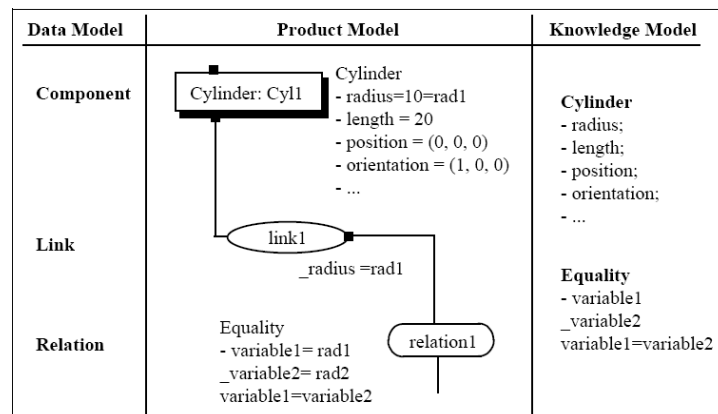 Data Model
Product Model
Knowledge Model
Component
Cylinder: Cyl1
Cylinder
- radius=10=rad1
- length = 20
- position = (0, 0, 0)
- orientation = (1, 0, 0)
- ...
Cylinder
- radius;
- length;
- position;
- orientation;
- ...
Link
link1
_radius =rad1
Equality
- variable1
_variable2
variable1=variable2
Relation
Equality
- variable1= rad1
_variable2= rad2
variable1=variable2
relation1